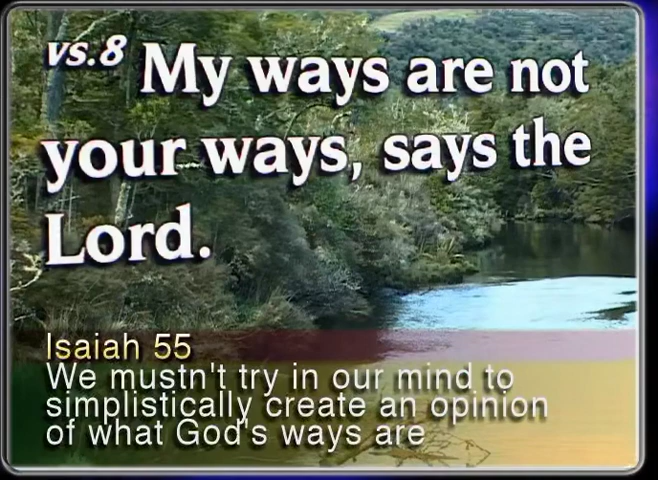 vs.8 My ways are not
your ways, says the
Lord.
Isaiah 55
We mustn't try in our mind to
simplistically create an opinion
of what God's ways are